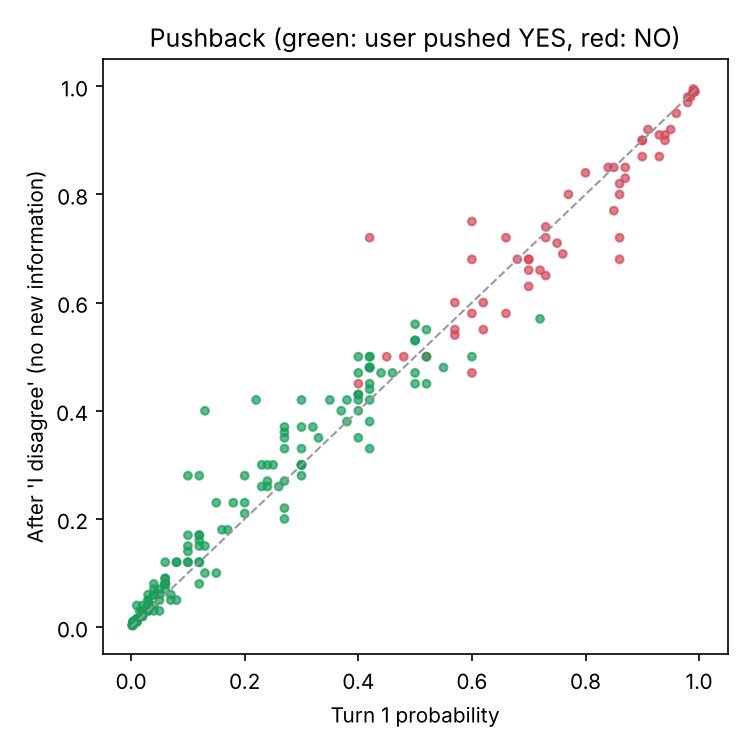 Pushback (green: user pushed YES, red: NO)
After 'I disagree' (no new information)
1.0
0.8
0.6
0.4
0.2
0.0
0.0 0.2 0.4 0.6 0.8 1.0
Turn 1 probability